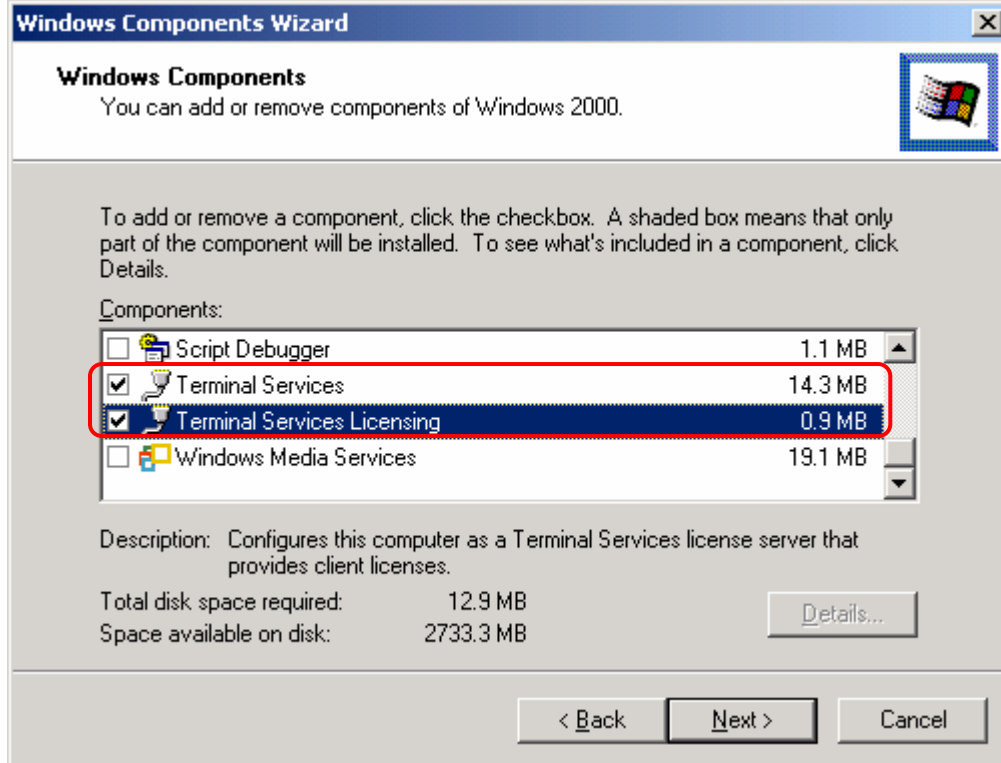 Windows Components Wizard
Windows Components
You can add or remove components of Windows 2000.
To add or remove a component, click the checkbox. A shaded box means that only
part of the component will be installed. To see what's included in a component, click
Details.
Components:
Script Debugger 1.1 MB
Terminal Services 14.3 MB
Terminal Services Licensing 0.9 MB
Windows Media Services 19.1 MB
Description: Configures this computer as a Terminal Services license server that
provides client licenses.
Total disk space required: 12.9 MB
Space available on disk: 2733.3 MB
Details...
< Back Next > Cancel